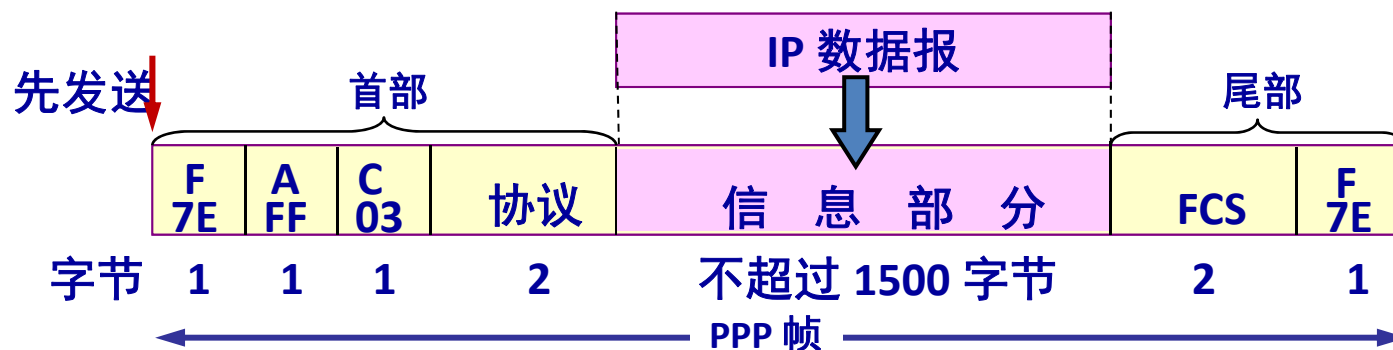 IP 数据报
先发送
首部
尾部
F
7E
A
FF
C
03
协议
信 息 部 分
FCS
F
7E
字节 1 1 1 2 不超过 1500 字节 2 1
PPP 帧